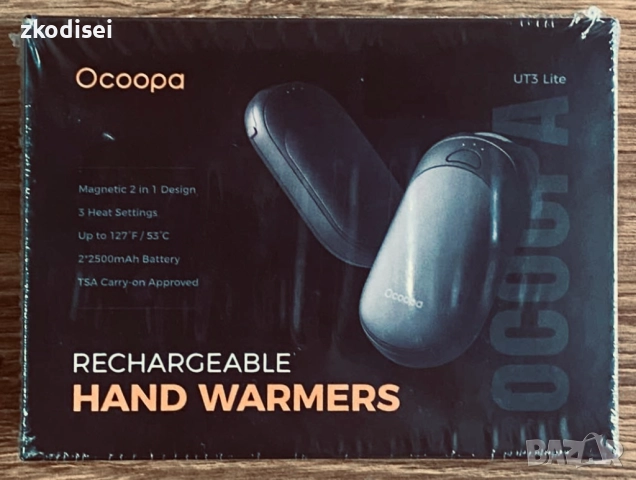 zkodisei
Ocoopa
UT3 Lite
Magnetic 2 in 1 Design
3 Heat Settings
Up to 127°F / 53°C
2*2500mAh Battery
TSA Carry-on Approved
Ocoopa
OCOOPA
RECHARGEABLE
HAND WARMERS
BAZAR